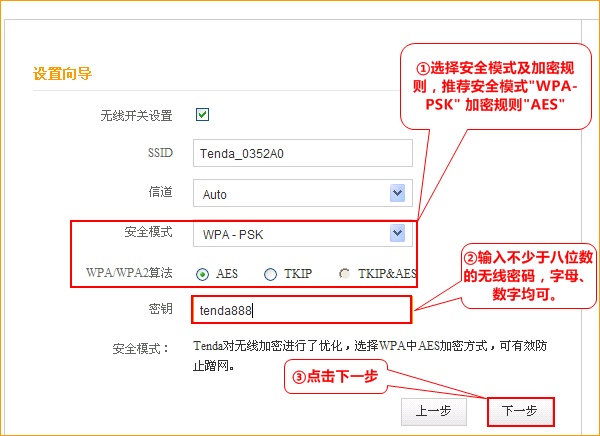 设置向导
①选择安全模式及加密规
则，推荐安全模式"WPA-
PSK" 加密规则"AES"
无线开关设置
SSID Tenda_0352A0
信道 Auto
安全模式 WPA - PSK
WPA/WPA2算法 AES TKIP TKIP&AES
②输入不少于八位数
的无线密码，字母、
数字均可。
密钥 tenda888
安全模式： Tenda对无线加密进行了优化，选择WPA中AES加密方式，可有效防
止蹭网。
③点击下一步
上一步 下一步